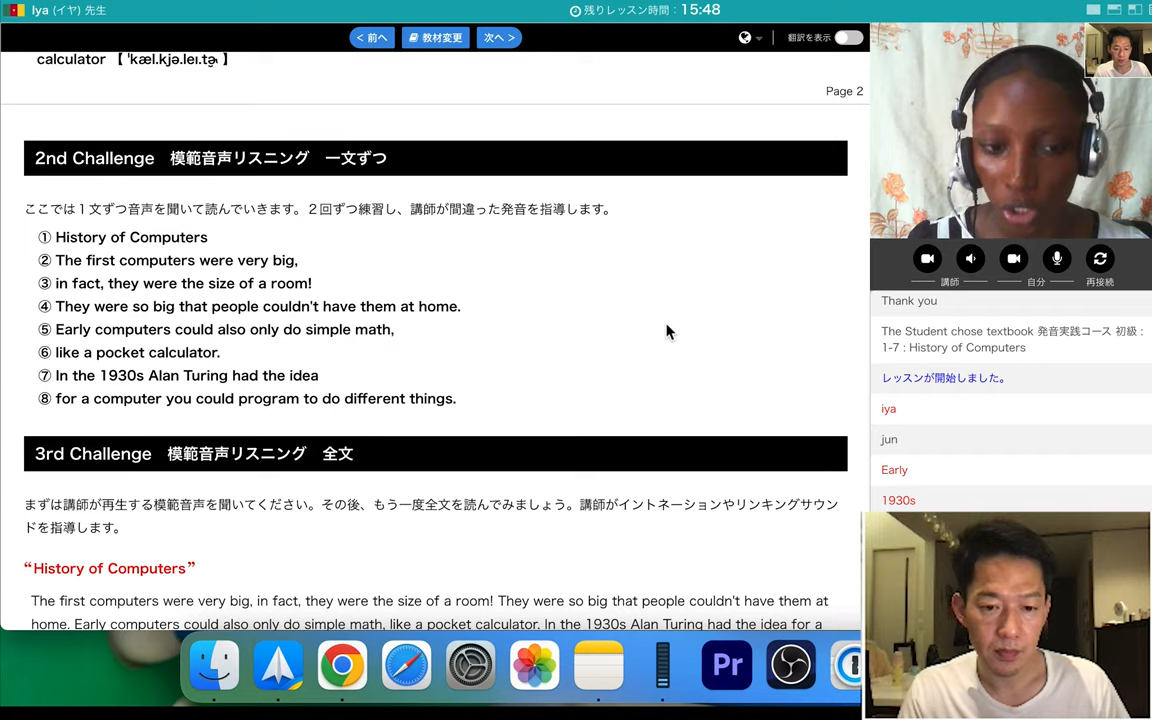 Iya (イヤ) 先生
残りレッスン時間：15:48
< 前へ
教材変更
次へ >
翻訳を表示
calculator 【 ˈkæl.kjə.leɪ.tɚ 】
Page 2
2nd Challenge 模範音声リスニング 一文ずつ
ここでは１文ずつ音声を聞いて読んでいきます。２回ずつ練習し、講師が間違った発音を指導します。
① History of Computers
② The first computers were very big,
③ in fact, they were the size of a room!
④ They were so big that people couldn't have them at home.
⑤ Early computers could also only do simple math,
⑥ like a pocket calculator.
⑦ In the 1930s Alan Turing had the idea
⑧ for a computer you could program to do different things.
3rd Challenge 模範音声リスニング 全文
まずは講師が再生する模範音声を聞いてください。その後、もう一度全文を読んでみましょう。講師がイントネーションやリンキングサウン
ドを指導します。
“History of Computers”
The first computers were very big, in fact, they were the size of a room! They were so big that people couldn't have them at
home. Early computers could also only do simple math, like a pocket calculator. In the 1930s Alan Turing had the idea for a
講師
自分
再接続
Thank you
The Student chose textbook 発音実践コース 初級 :
1-7 : History of Computers
レッスンが開始しました。
iya
jun
Early
1930s
Pr